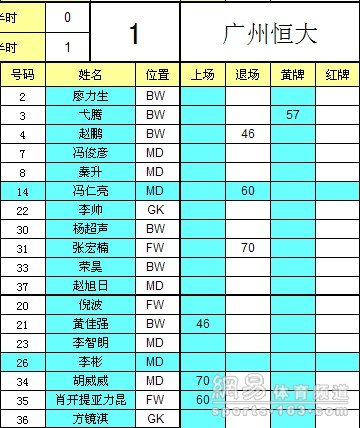 半时 0 1 广州恒大
半时 1
号码 姓名 位置 上场 退场 黄牌 红牌
2 廖力生 BW
3 弋腾 BW 57
4 赵鹏 BW 46
7 冯俊彦 MD
8 秦升 MD
14 冯仁亮 MD 60
22 李帅 GK
30 杨超声 BW
31 张宏楠 FW 70
33 荣昊 BW
37 赵旭日 MD
20 倪波 FW
21 黄佳强 BW 46
23 李智朗 MD
26 李彬 MD
34 胡威威 MD 70
35 肖开提亚力昆 FW 60
36 方镜淇 GK
網易 体育频道
sports.163.com